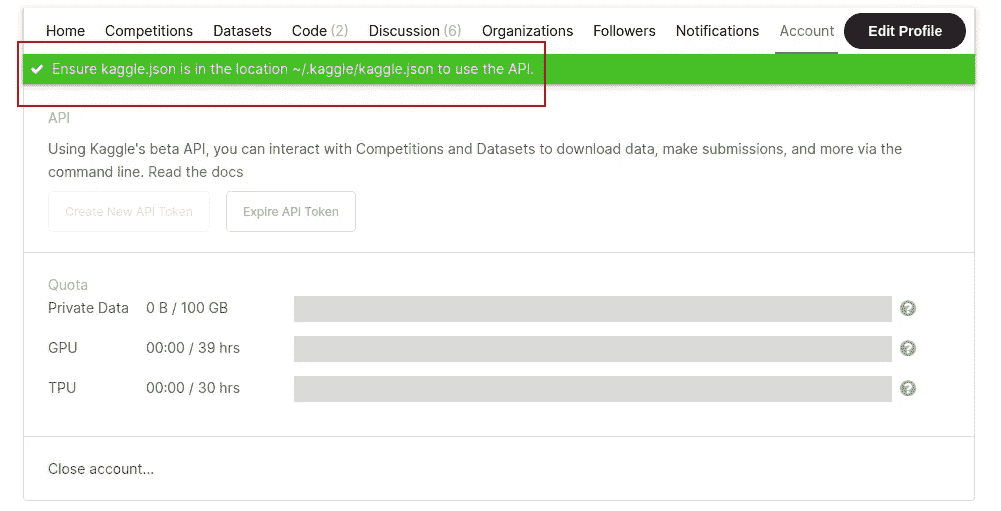 Home Competitions Datasets Code (2) Discussion (6) Organizations Followers Notifications Account Edit Profile
Ensure kaggle.json is in the location ~/.kaggle/kaggle.json to use the API.
API
Using Kaggle's beta API, you can interact with Competitions and Datasets to download data, make submissions, and more via the
command line. Read the docs
Create New API Token Expire API Token
Quota
Private Data 0 B / 100 GB
GPU 00:00 / 39 hrs
TPU 00:00 / 30 hrs
Close account...